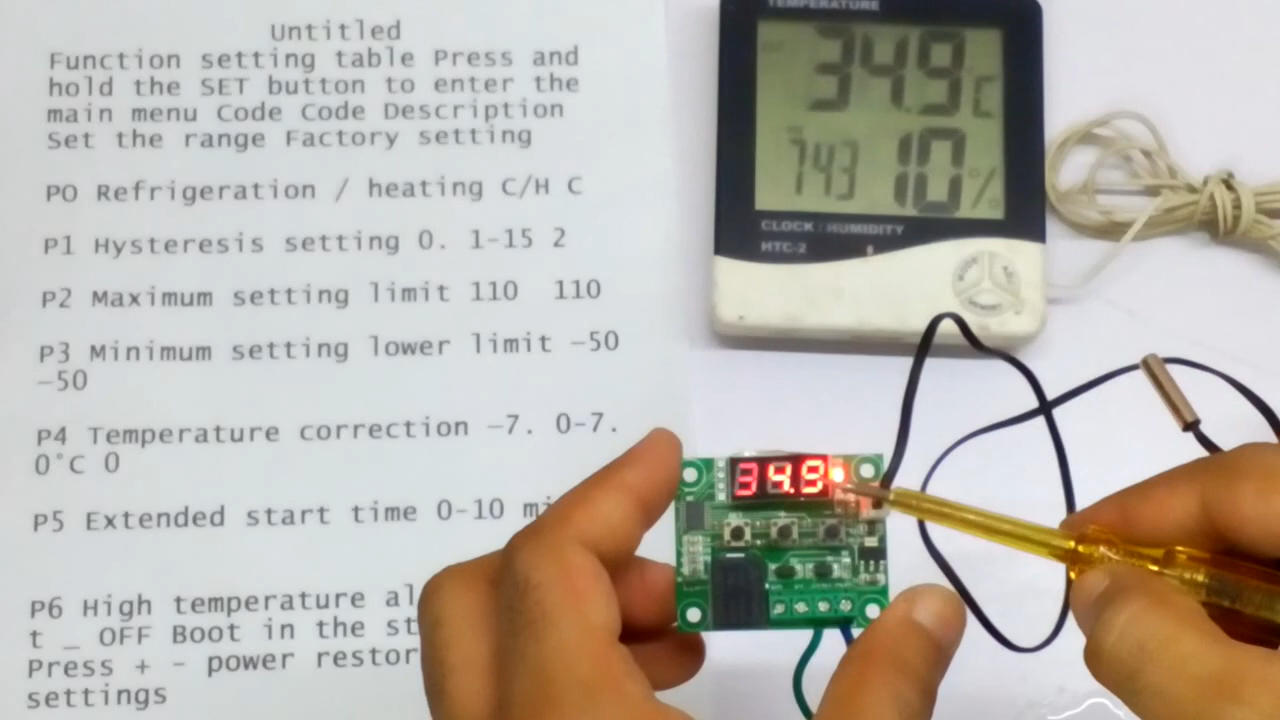 Untitled
Function setting table Press and
hold the SET button to enter the
main menu Code Code Description
Set the range Factory setting
PO Refrigeration / heating C/H C
P1 Hysteresis setting 0. 1-15 2
P2 Maximum setting limit 110 110
P3 Minimum setting lower limit -50
-50
P4 Temperature correction -7. 0-7.
0°C 0
P5 Extended start time 0-10
P6 High temperature
t _ OFF Boot in the
Press + - power
settings
TEMPERATURE
34.9°C
743 10%
CLOCK / HUMIDITY
HTC-2
34.9